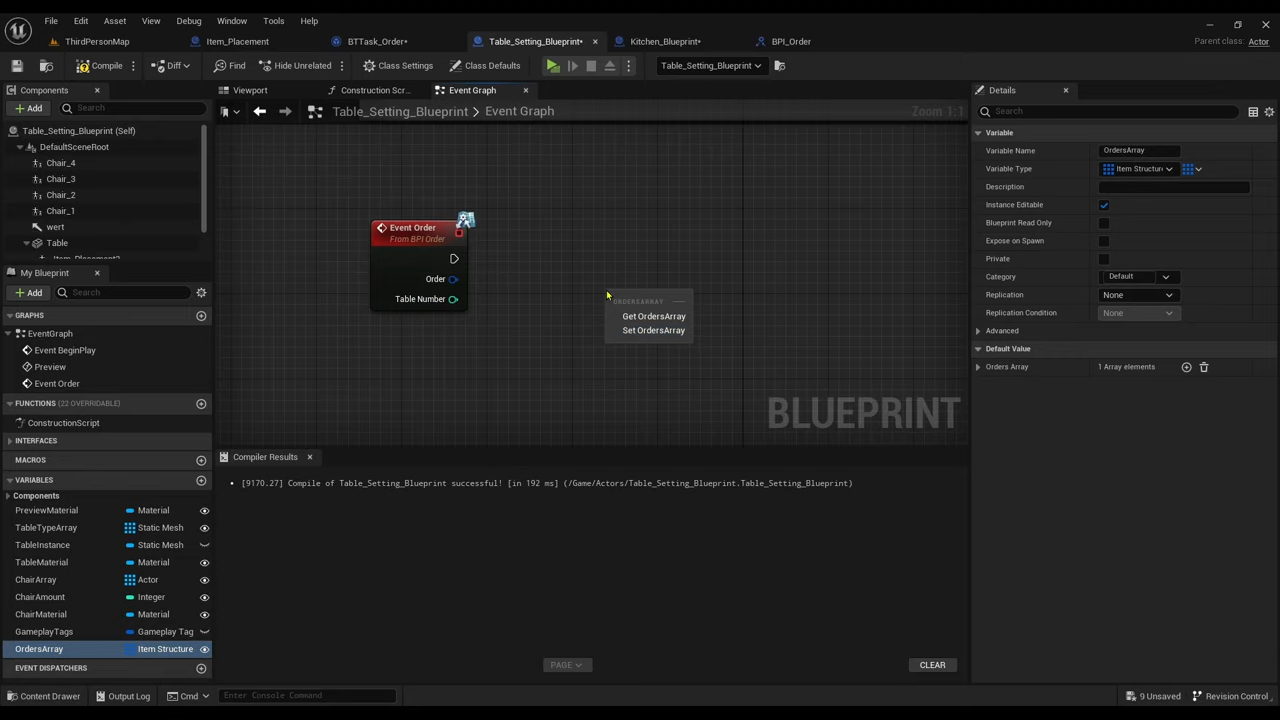 File Edit Asset View Debug Window Tools Help
ThirdPersonMap Item_Placement BTTask_Order* Table_Setting_Blueprint* Kitchen_Blueprint* BPI_Order Parent class: Actor
Compile Diff Find Hide Unrelated Class Settings Class Defaults Table_Setting_Blueprint
Components
Add Search
Table_Setting_Blueprint (Self)
DefaultSceneRoot
Chair_4
Chair_3
Chair_2
Chair_1
wert
Table
My Blueprint
Add Search
GRAPHS
EventGraph
Event BeginPlay
Preview
Event Order
FUNCTIONS (22 OVERRIDABLE)
ConstructionScript
INTERFACES
MACROS
VARIABLES
Components
PreviewMaterial Material
TableTypeArray Static Mesh
TableInstance Static Mesh
TableMaterial Material
ChairArray Actor
ChairAmount Integer
ChairMaterial Material
GameplayTags Gameplay Tag
OrdersArray Item Structure
EVENT DISPATCHERS
Viewport Construction Scr... Event Graph
Table_Setting_Blueprint > Event Graph Zoom 1:1
Event Order
From BPI Order
Order
Table Number
ORDERSARRAY
Get OrdersArray
Set OrdersArray
BLUEPRINT
Compiler Results
[9170.27] Compile of Table_Setting_Blueprint successful! [in 192 ms] (/Game/Actors/Table_Setting_Blueprint.Table_Setting_Blueprint)
PAGE CLEAR
Details
Search
Variable
Variable Name OrdersArray
Variable Type Item Structur
Description
Instance Editable
Blueprint Read Only
Expose on Spawn
Private
Category Default
Replication None
Replication Condition None
Advanced
Default Value
Orders Array 1 Array elements
Content Drawer Output Log Cmd Enter Console Command 9 Unsaved Revision Control